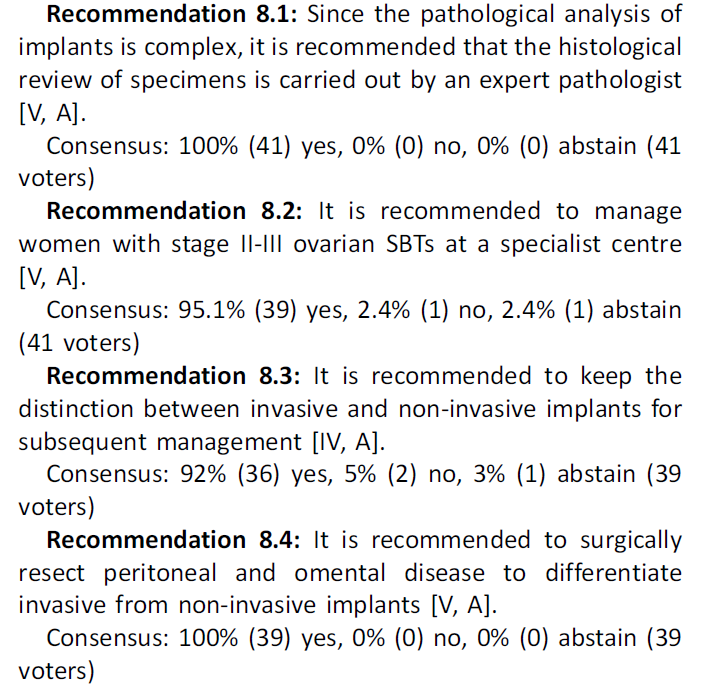 Recommendation 8.1: Since the pathological analysis of
implants is complex, it is recommended that the histological
review of specimens is carried out by an expert pathologist
[V, A].
Consensus: 100% (41) yes, 0% (0) no, 0% (0) abstain (41
voters)
Recommendation 8.2: It is recommended to manage
women with stage II-III ovarian SBTs at a specialist centre
[V, A].
Consensus: 95.1% (39) yes, 2.4% (1) no, 2.4% (1) abstain
(41 voters)
Recommendation 8.3: It is recommended to keep the
distinction between invasive and non-invasive implants for
subsequent management [IV, A].
Consensus: 92% (36) yes, 5% (2) no, 3% (1) abstain (39
voters)
Recommendation 8.4: It is recommended to surgically
resect peritoneal and omental disease to differentiate
invasive from non-invasive implants [V, A].
Consensus: 100% (39) yes, 0% (0) no, 0% (0) abstain (39
voters)